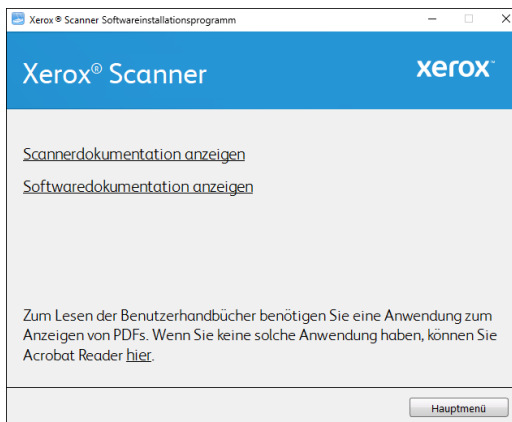 Xerox® Scanner Softwareinstallationsprogramm
Xerox® Scanner
xerox™
Scannerdokumentation anzeigen
Softwaredokumentation anzeigen
Zum Lesen der Benutzerhandbücher benötigen Sie eine Anwendung zum
Anzeigen von PDFs. Wenn Sie keine solche Anwendung haben, können Sie
Acrobat Reader hier.
Hauptmenü